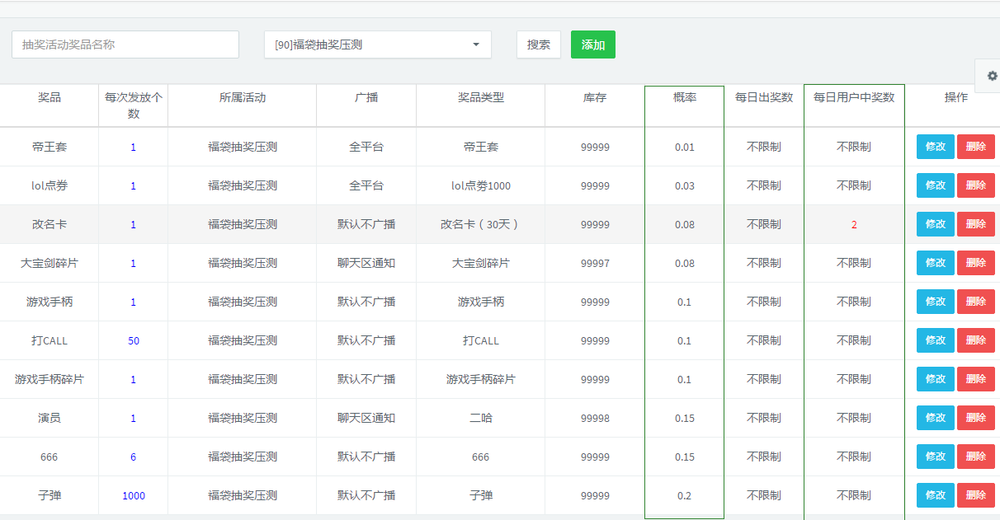 抽奖活动奖品名称 [90]福袋抽奖压测 搜索 添加
奖品 每次发放个数 所属活动 广播 奖品类型 库存 概率 每日出奖数 每日用户中奖数 操作
帝王套 1 福袋抽奖压测 全平台 帝王套 99999 0.01 不限制 不限制 修改 删除
lol点券 1 福袋抽奖压测 全平台 lol点劵1000 99999 0.03 不限制 不限制 修改 删除
改名卡 1 福袋抽奖压测 默认不广播 改名卡（30天） 99999 0.08 不限制 2 修改 删除
大宝剑碎片 1 福袋抽奖压测 聊天区通知 大宝剑碎片 99997 0.08 不限制 不限制 修改 删除
游戏手柄 1 福袋抽奖压测 默认不广播 游戏手柄 99999 0.1 不限制 不限制 修改 删除
打CALL 50 福袋抽奖压测 默认不广播 打CALL 99999 0.1 不限制 不限制 修改 删除
游戏手柄碎片 1 福袋抽奖压测 默认不广播 游戏手柄碎片 99999 0.1 不限制 不限制 修改 删除
演员 1 福袋抽奖压测 聊天区通知 二哈 99998 0.15 不限制 不限制 修改 删除
666 6 福袋抽奖压测 默认不广播 666 99999 0.15 不限制 不限制 修改 删除
子弹 1000 福袋抽奖压测 默认不广播 子弹 99999 0.2 不限制 不限制 修改 删除